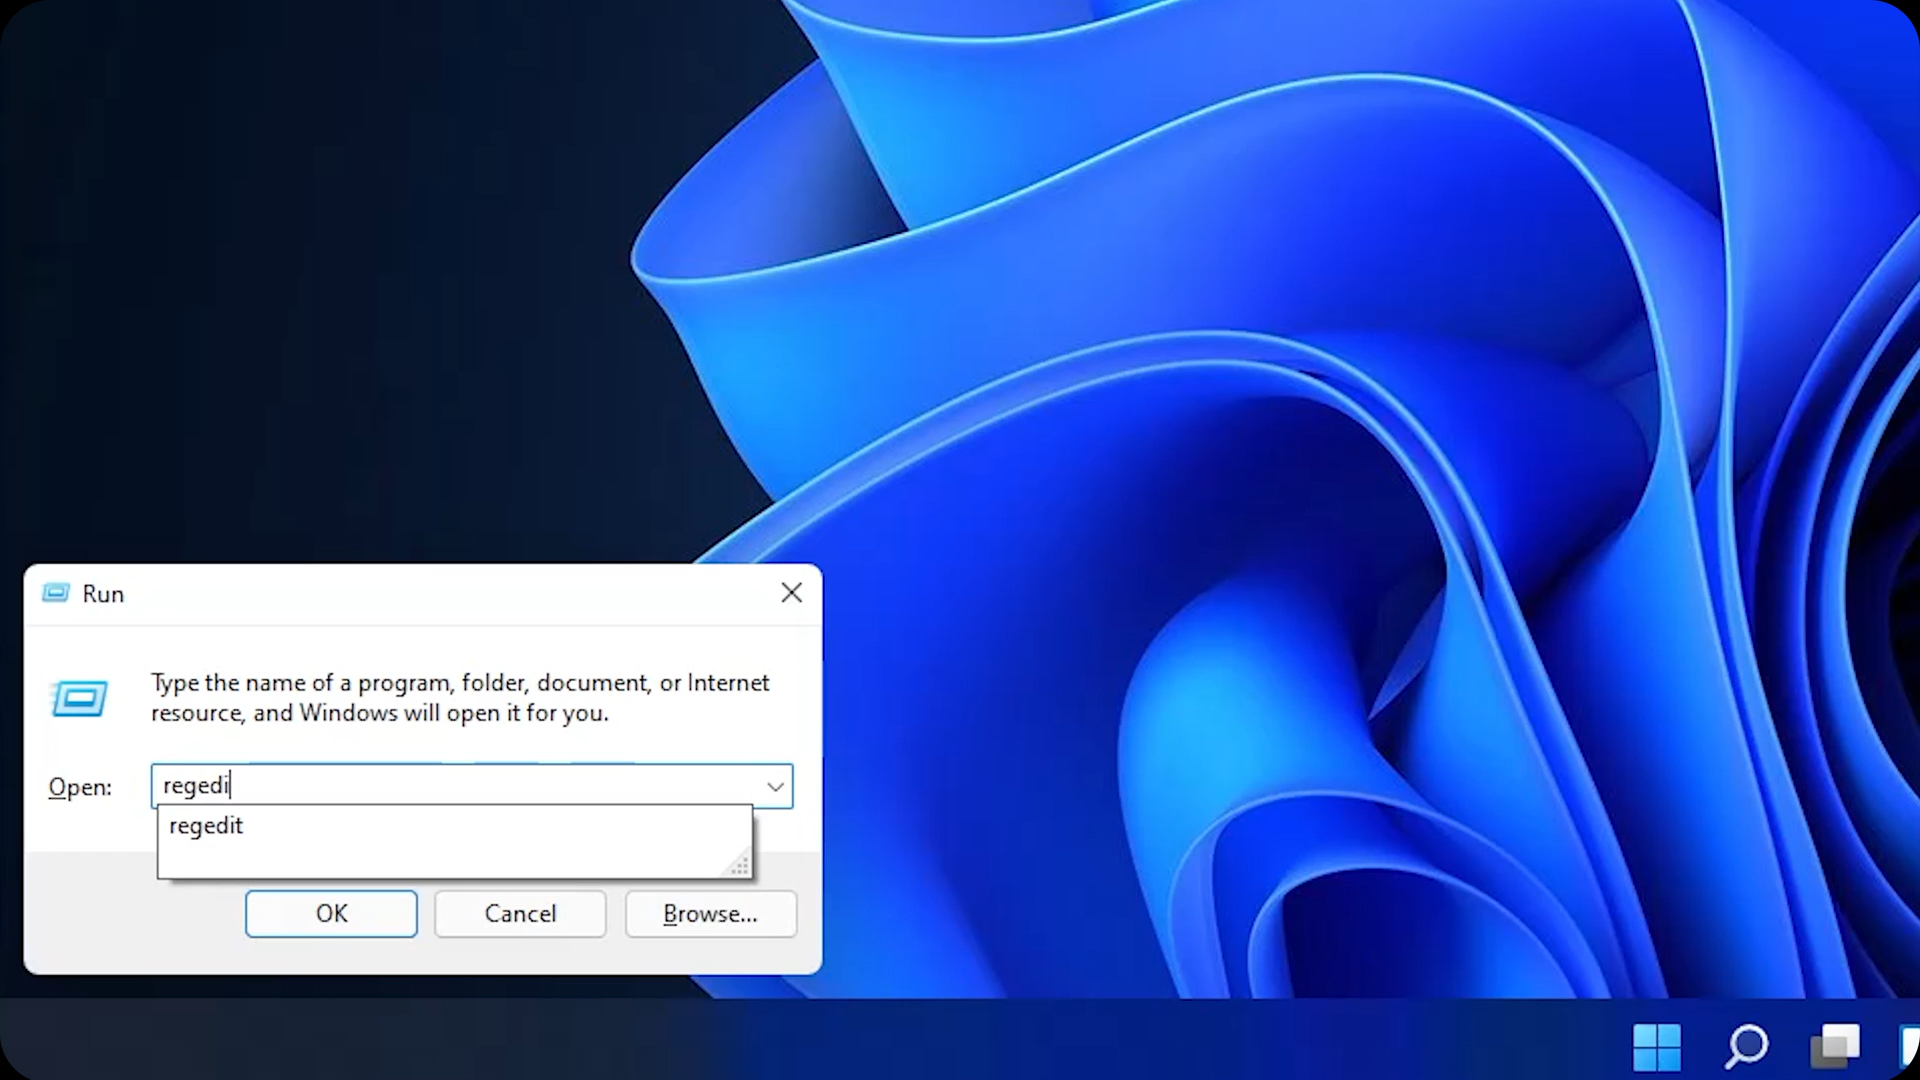 Run
Type the name of a program, folder, document, or Internet
resource, and Windows will open it for you.
Open:
regedi
regedit
OK
Cancel
Browse...